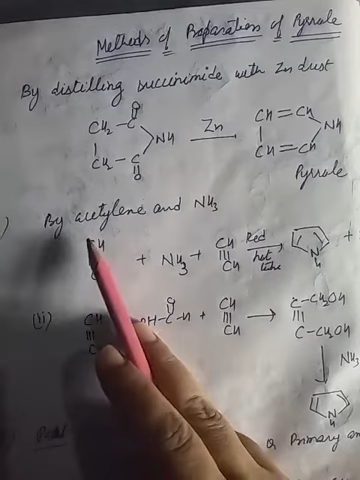 Methods of Preparation of Pyrrole
By distilling succinimide with Zn dust
CH2 – C = O
NH
CH2 – C = O
Zn
CH = CH
NH
CH = CH
Pyrrole
) By acetylene and NH3
CH
C
+ NH3 +
CH ≡ CH
Red hot tube
N
H
+
(ii)
CH ≡ C
H–C–H
O
+
CH ≡ CH
→
C–CH2OH
|||
C–CH2OH
NH3
N
H
Primary am